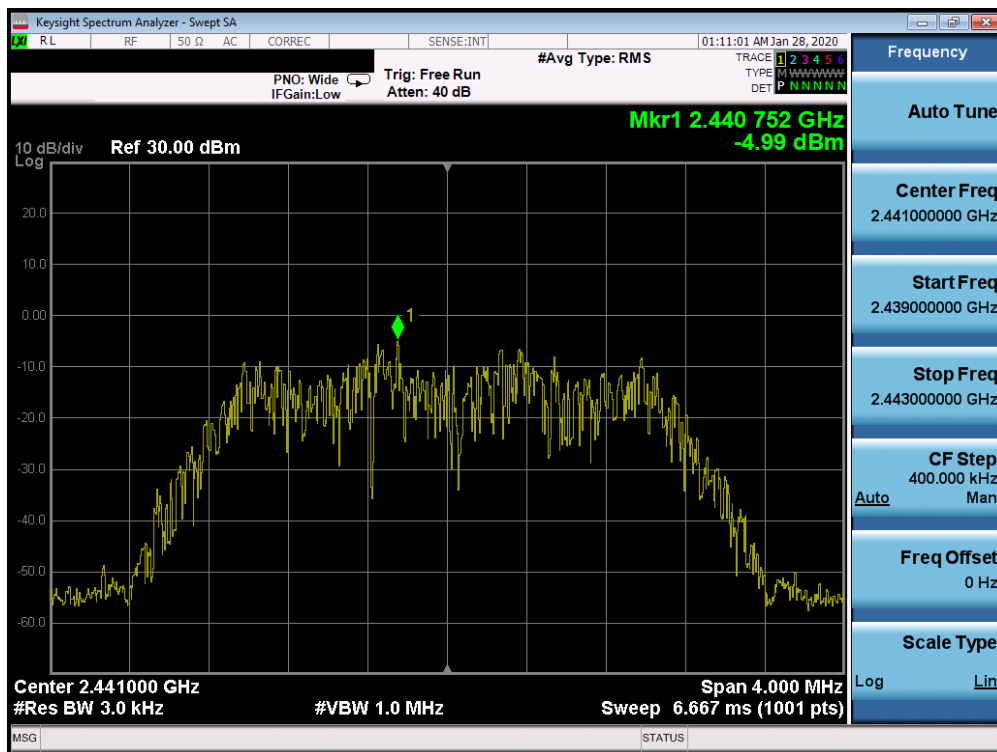 Keysight Spectrum Analyzer - Swept SA
LXI RL RF 50 Ω AC CORREC SENSE:INT 01:11:01 AM Jan 28, 2020
Frequency
#Avg Type: RMS
TRACE 1 2 3 4 5 6
PNO: Wide
Trig: Free Run
TYPE M WWWWW
IFGain:Low
Atten: 40 dB
DET P N N N N N
Auto Tune
Mkr1 2.440 752 GHz
-4.99 dBm
10 dB/div
Ref 30.00 dBm
Log
Center Freq
2.441000000 GHz
20.0
10.0
Start Freq
2.439000000 GHz
0.00
1
-10.0
Stop Freq
2.443000000 GHz
-20.0
-30.0
CF Step
400.000 kHz
Auto Man
-40.0
-50.0
Freq Offset
0 Hz
-60.0
Scale Type
Log Lin
Center 2.441000 GHz
Span 4.000 MHz
#Res BW 3.0 kHz
#VBW 1.0 MHz
Sweep 6.667 ms (1001 pts)
MSG
STATUS